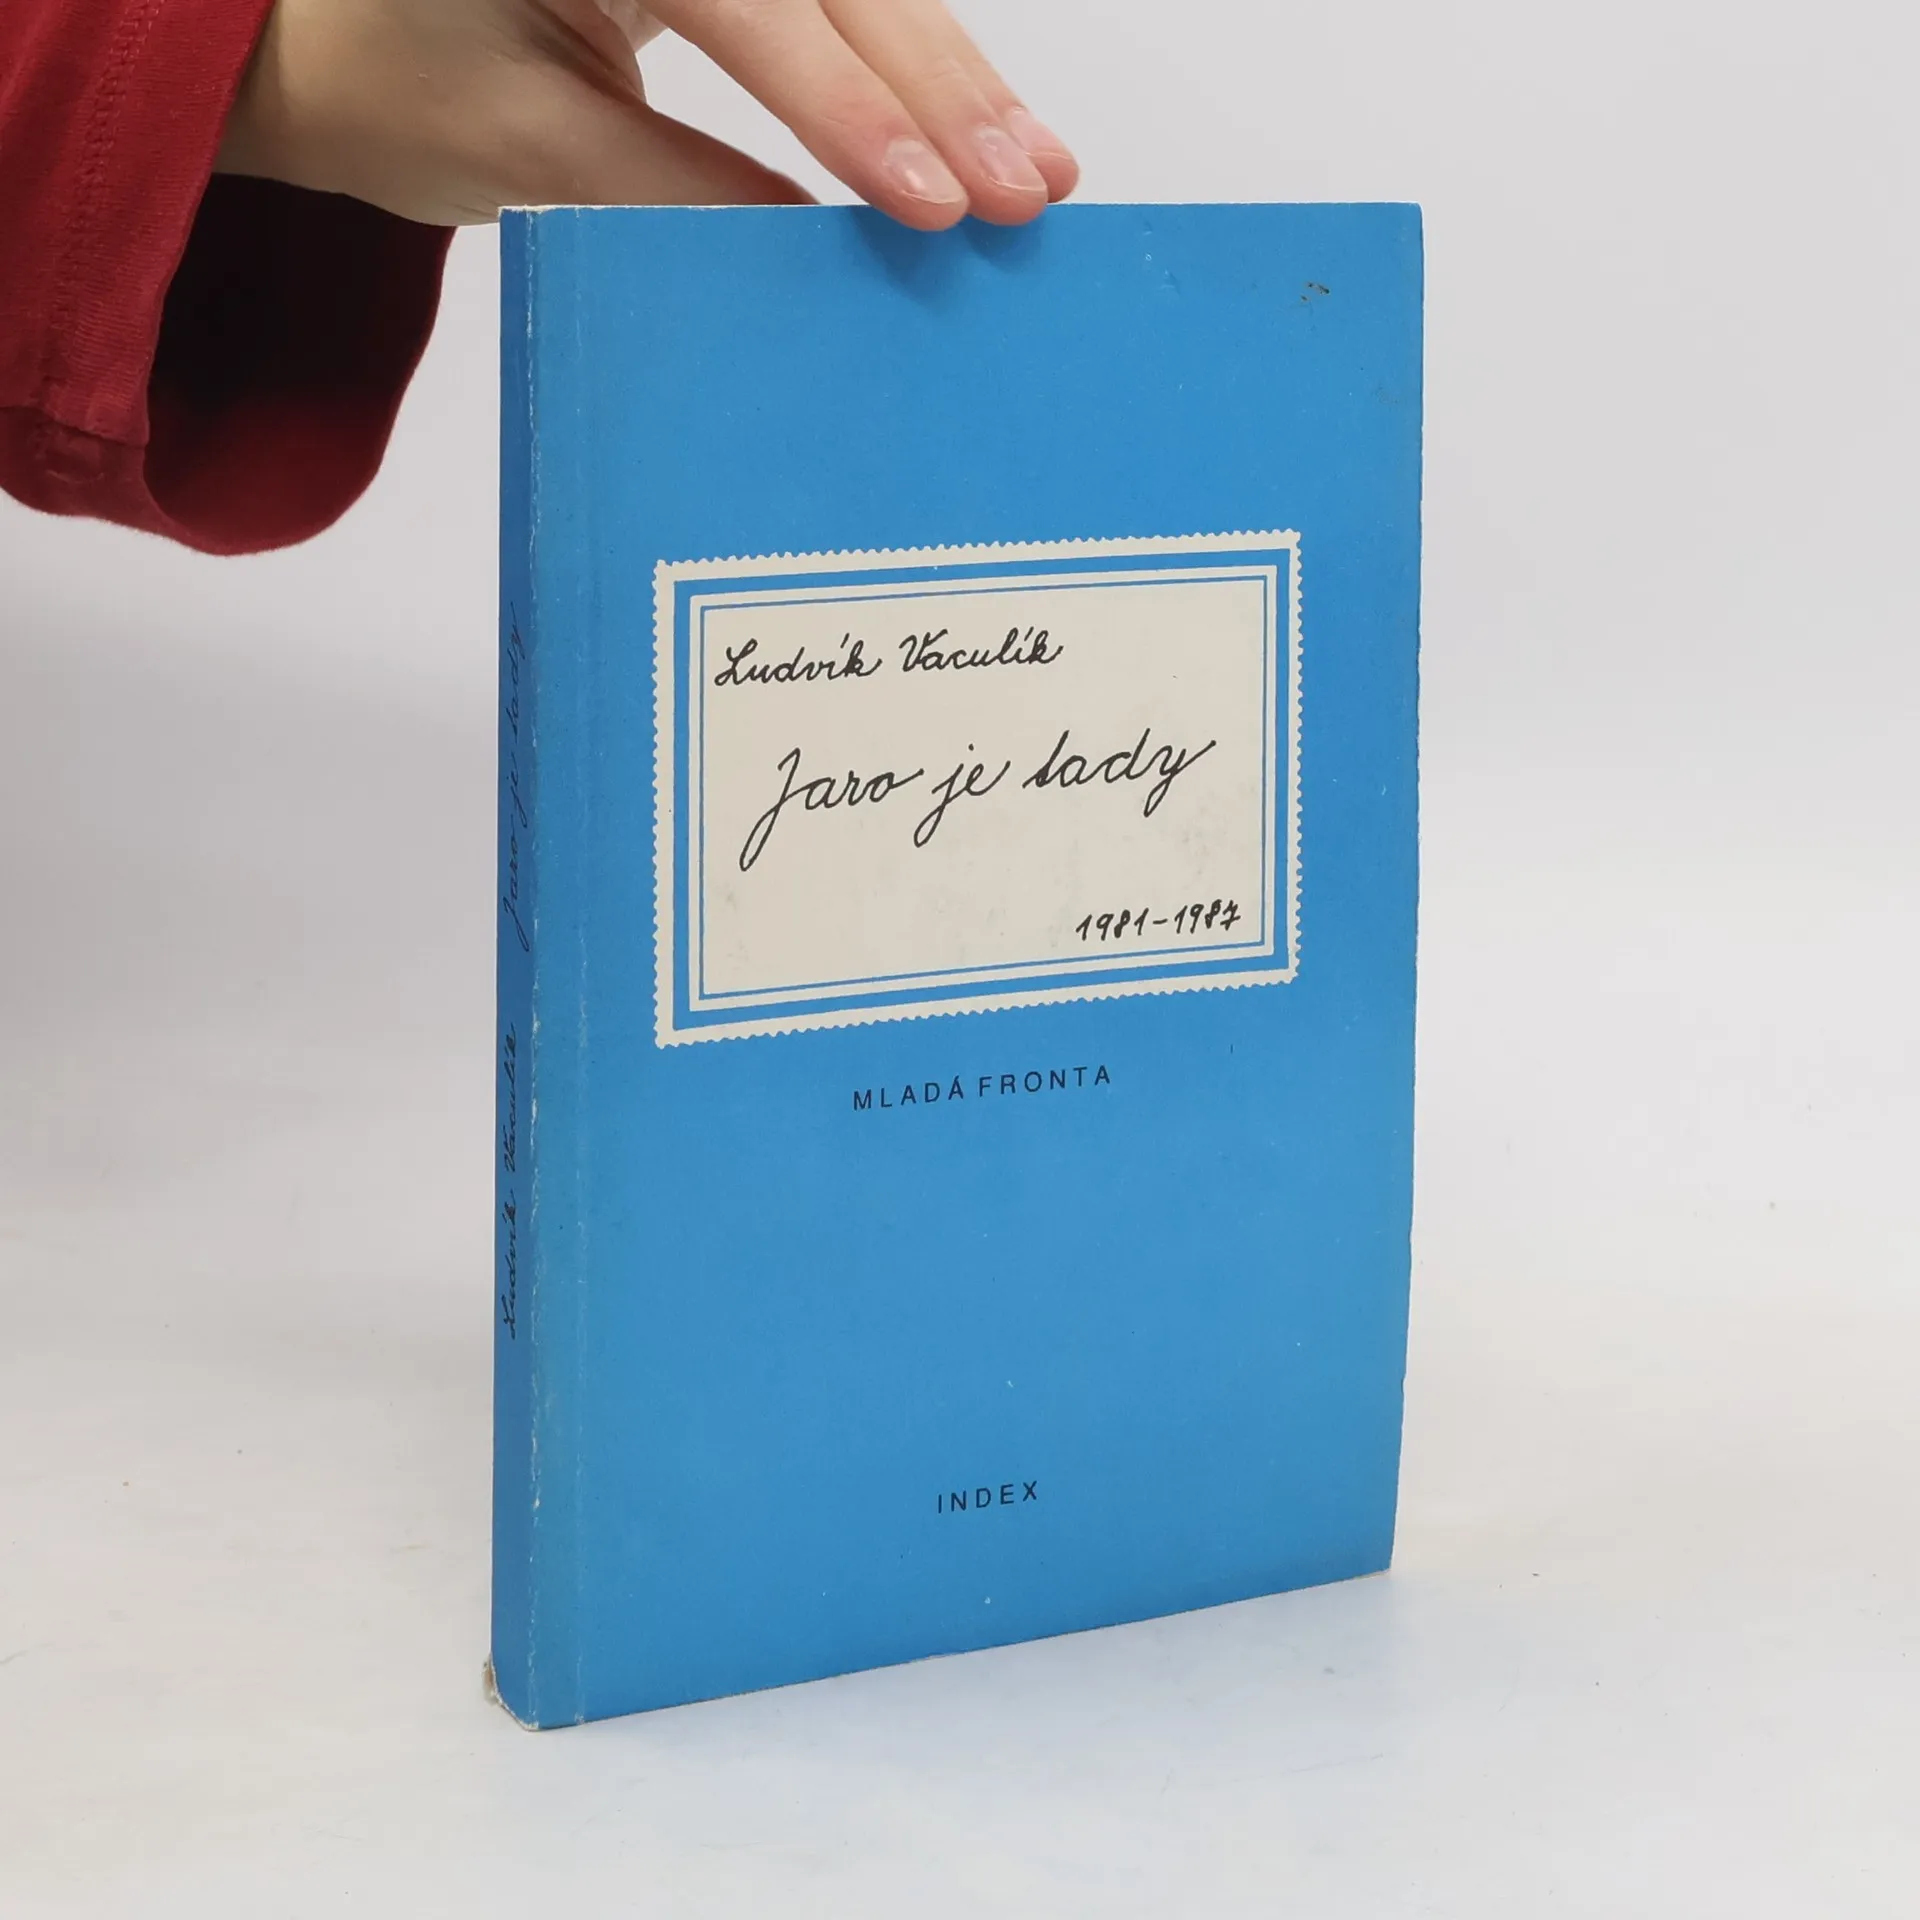 Ludvík Vaculík
Jaro je tady
1981-1987
MLADÁ FRONTA
INDEX
Ludvík Vaculík Jaro je tady